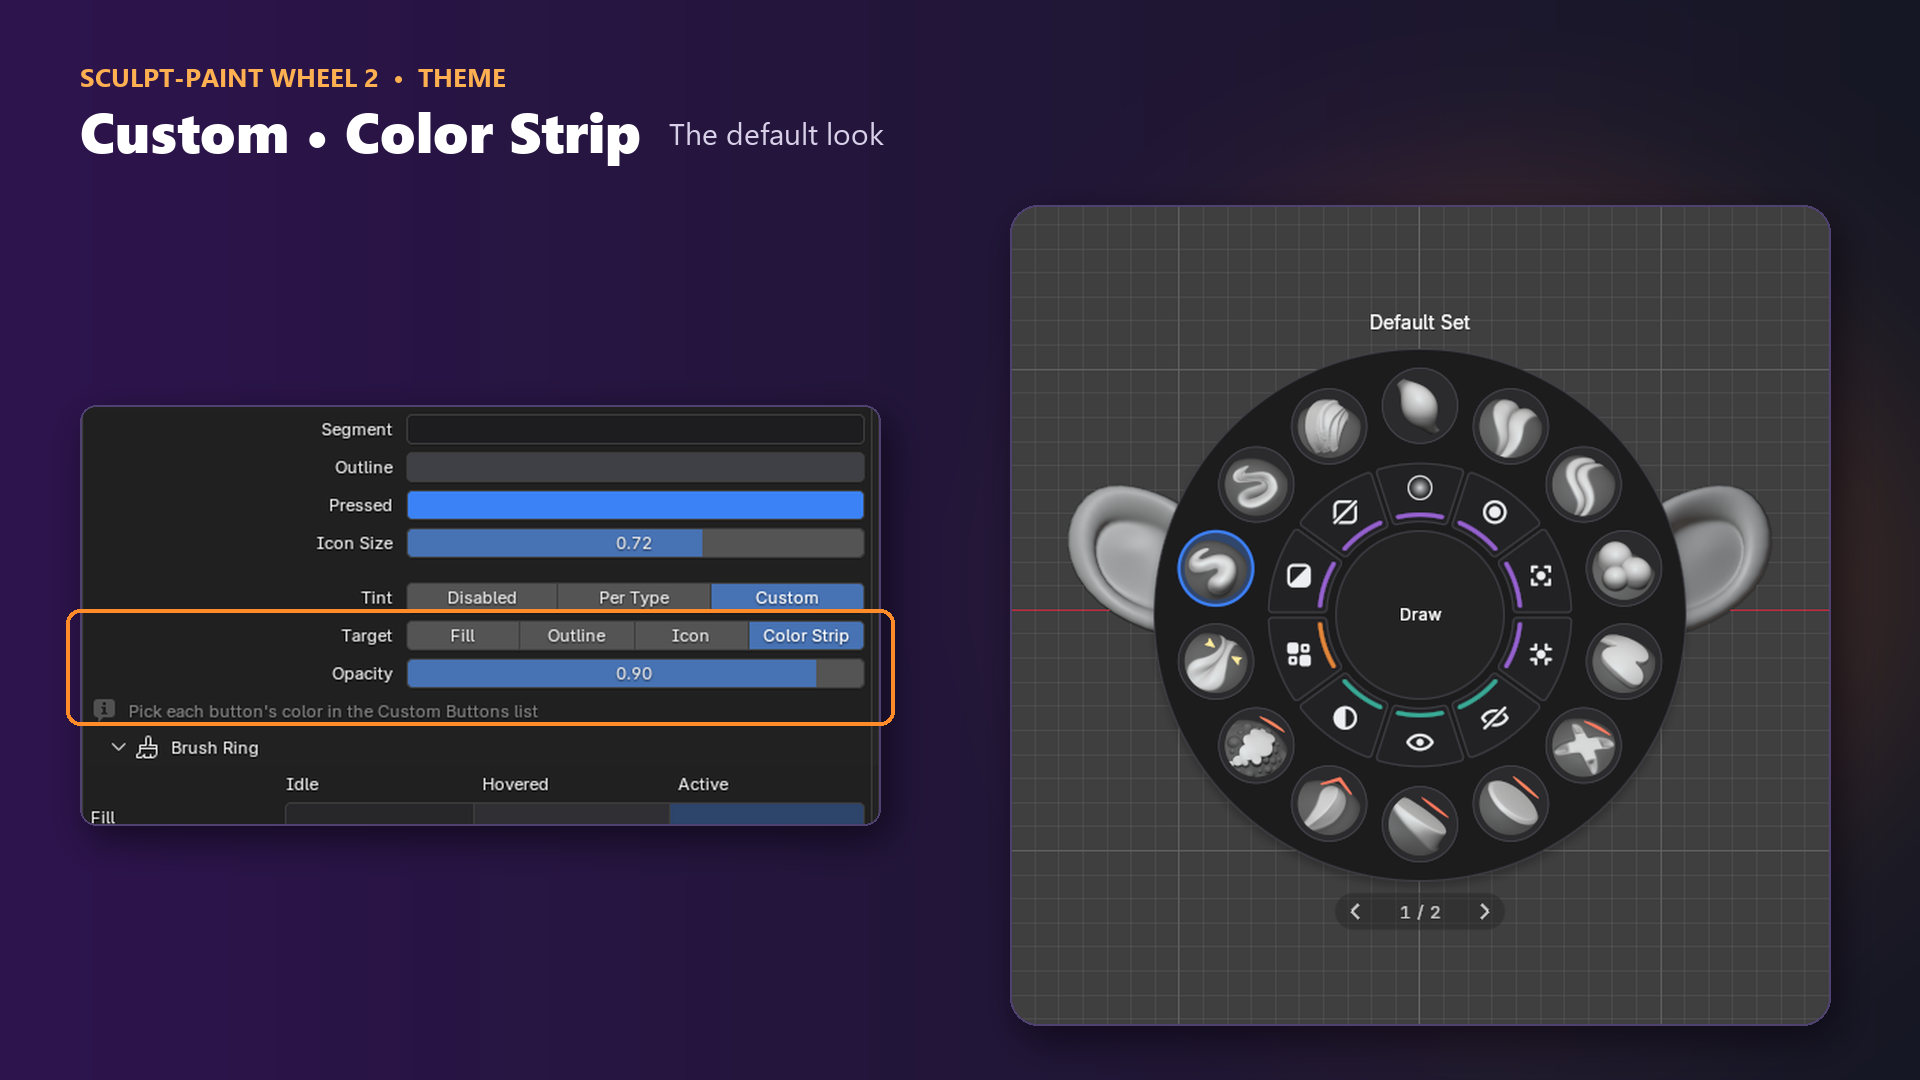 SCULPT-PAINT WHEEL 2 • THEME
Custom • Color Strip The default look
Segment
Outline
Pressed
Icon Size 0.72
Tint Disabled Per Type Custom
Target Fill Outline Icon Color Strip
Opacity 0.90
Pick each button's color in the Custom Buttons list
Brush Ring
Idle Hovered Active
Fill
Default Set
Draw
1 / 2